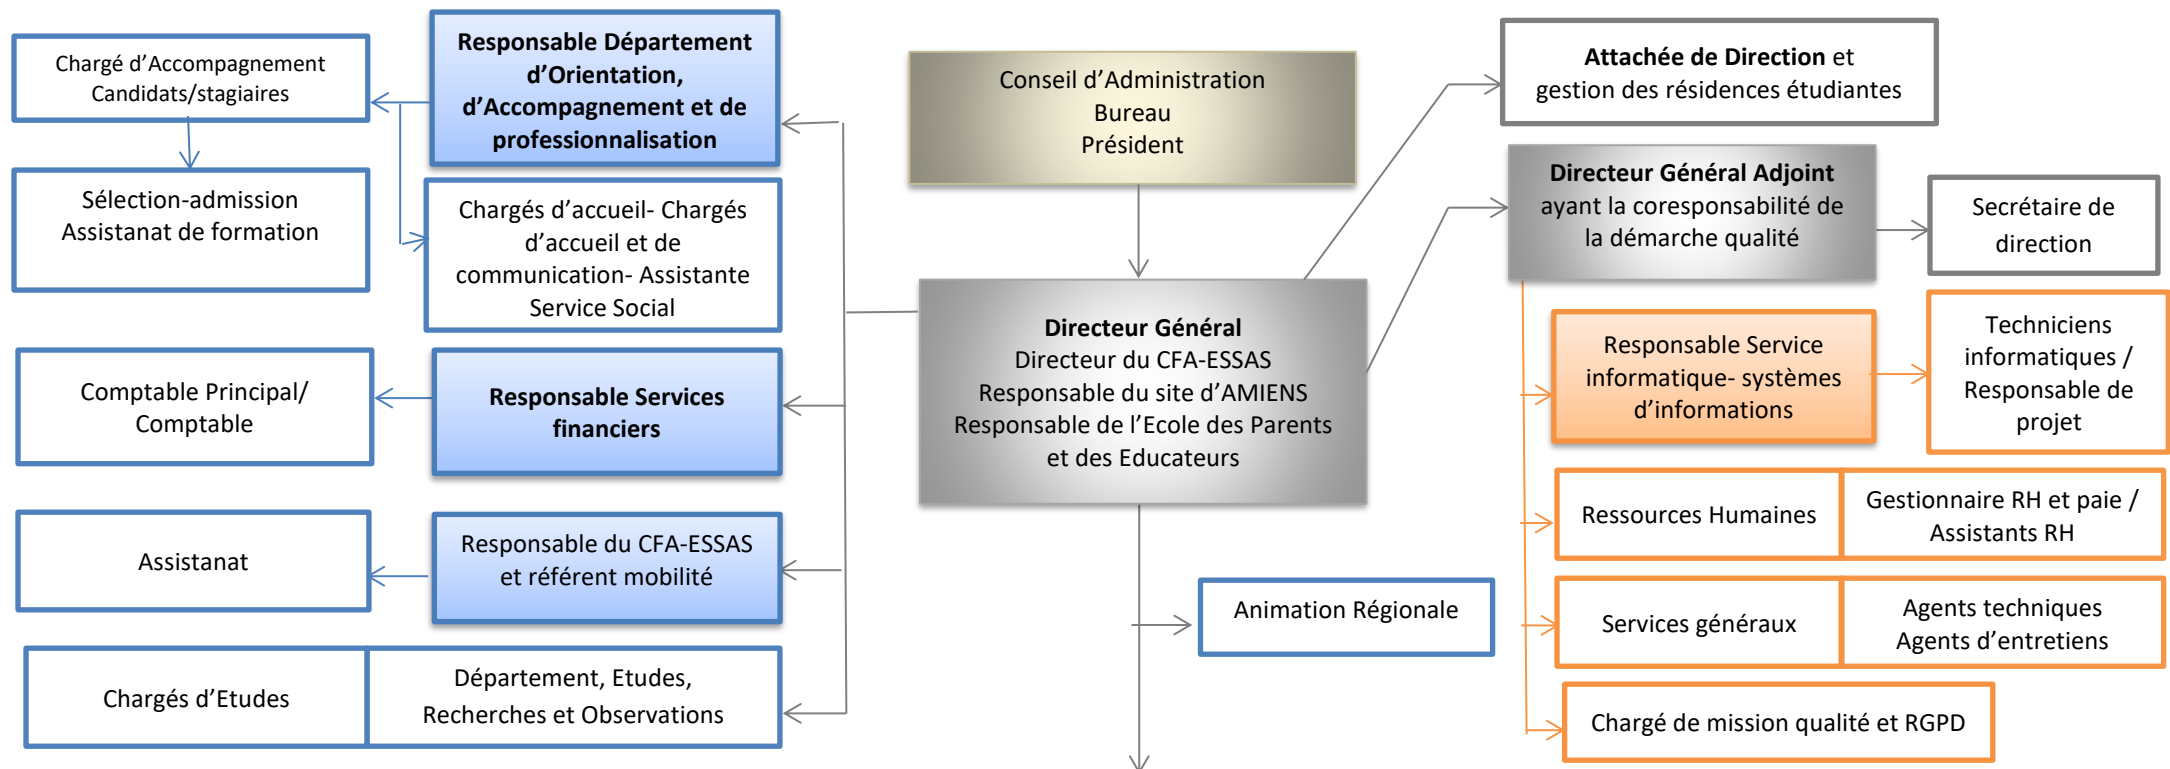 Chargé d’Accompagnement
Candidats/stagiaires
Sélection-admission
Assistanat de formation
Responsable Département
d’Orientation,
d’Accompagnement et de
professionnalisation
Chargés d’accueil- Chargés
d’accueil et de
communication- Assistante
Service Social
Comptable Principal/
Comptable
Responsable Services
financiers
Assistanat
Responsable du CFA-ESSAS
et référent mobilité
Chargés d’Etudes
Département, Etudes,
Recherches et Observations
Conseil d’Administration
Bureau
Président
Directeur Général
Directeur du CFA-ESSAS
Responsable du site d’AMIENS
Responsable de l’Ecole des Parents
et des Educateurs
Animation Régionale
Attachée de Direction et
gestion des résidences étudiantes
Directeur Général Adjoint
ayant la coresponsabilité de
la démarche qualité
Secrétaire de
direction
Responsable Service
informatique- systèmes
d’informations
Techniciens
informatiques /
Responsable de
projet
Ressources Humaines
Gestionnaire RH et paie /
Assistants RH
Services généraux
Agents techniques
Agents d’entretiens
Chargé de mission qualité et RGPD